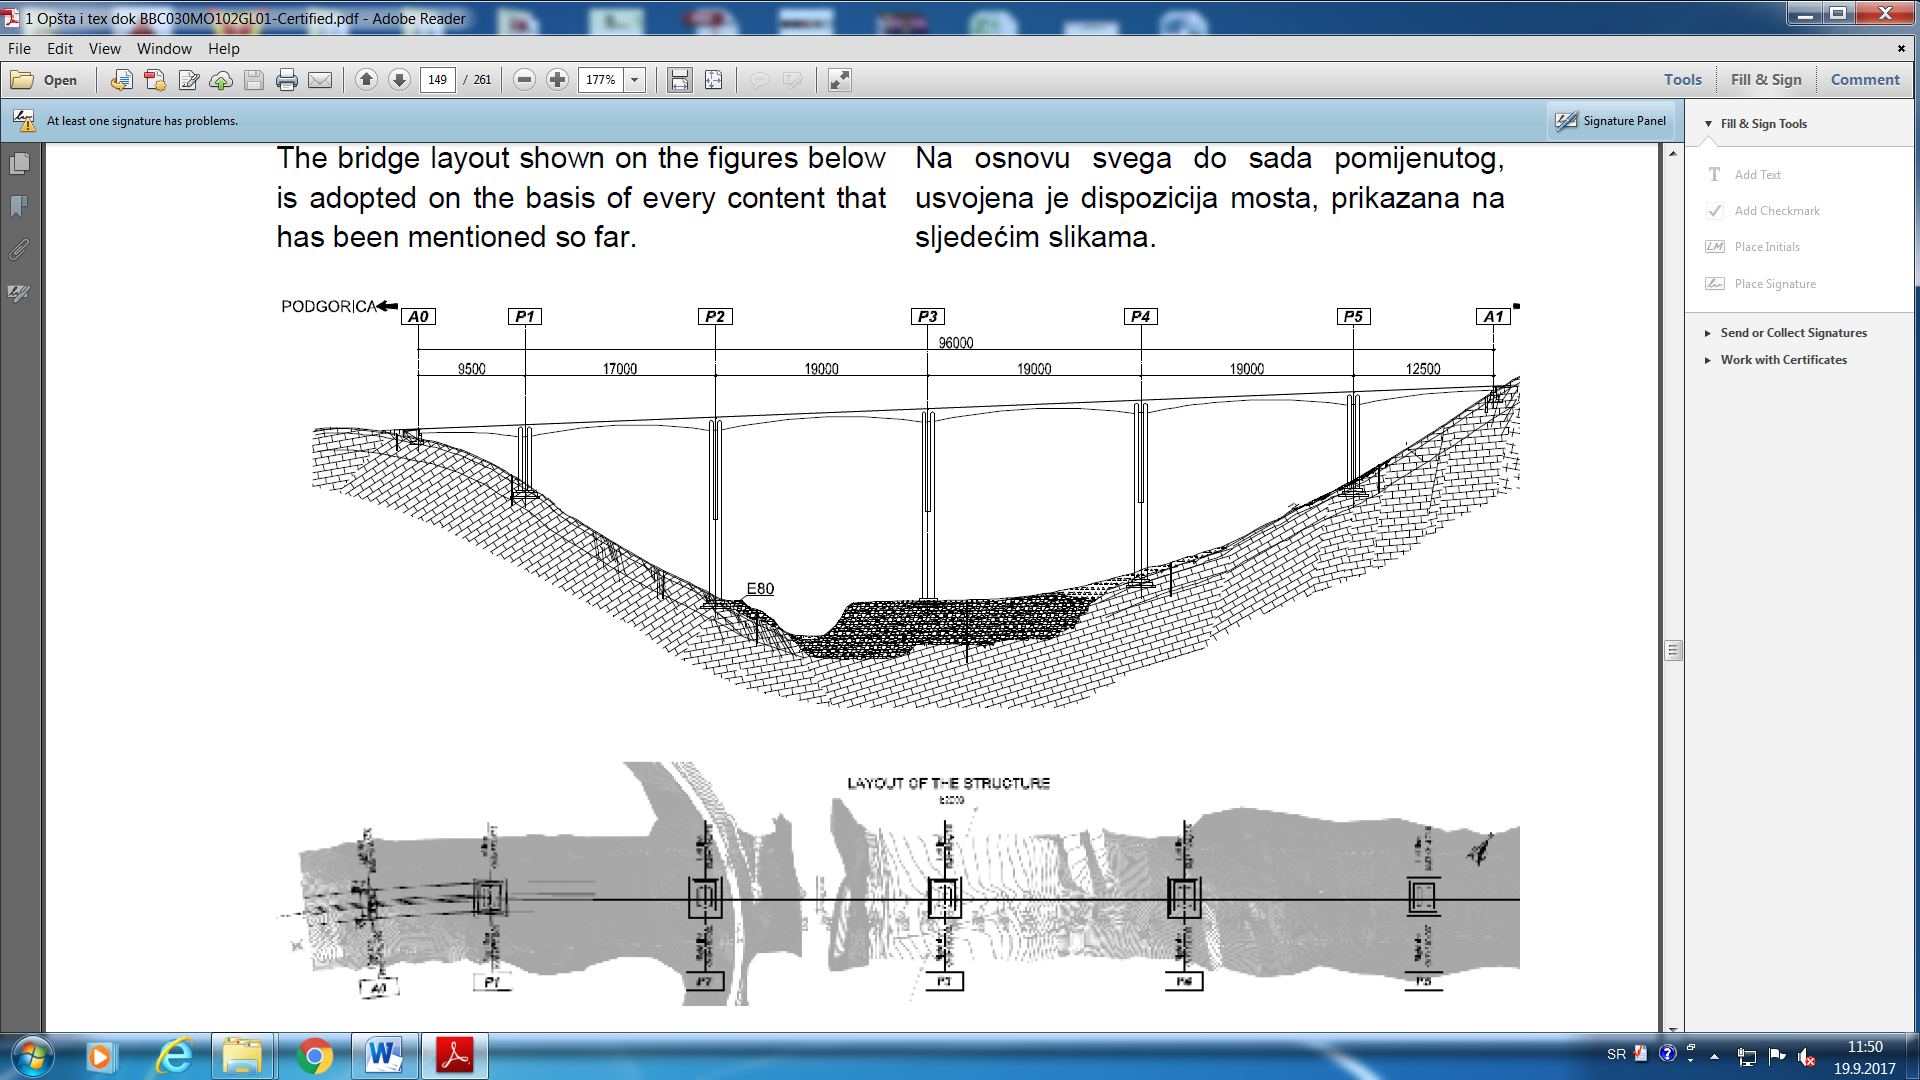 1 Opšta i tex dok BBC030MO102GL01-Certified.pdf - Adobe Reader
File Edit View Window Help
Open
149 / 261
177%
Tools
Fill & Sign
Comment
At least one signature has problems.
Signature Panel
Fill & Sign Tools
Add Text
Add Checkmark
Place Initials
Place Signature
Send or Collect Signatures
Work with Certificates
The bridge layout shown on the figures below
is adopted on the basis of every content that
has been mentioned so far.
Na osnovu svega do sada pomijenutog,
usvojena je dispozicija mosta, prikazana na
sljedećim slikama.
PODGORICA
A0 P1 P2 P3 P4 P5 A1
96000
9500 17000 19000 19000 19000 12500
E80
LAYOUT OF THE STRUCTURE
A0 P1 P2 P3 P4 P5
SR
11:50
19.9.2017